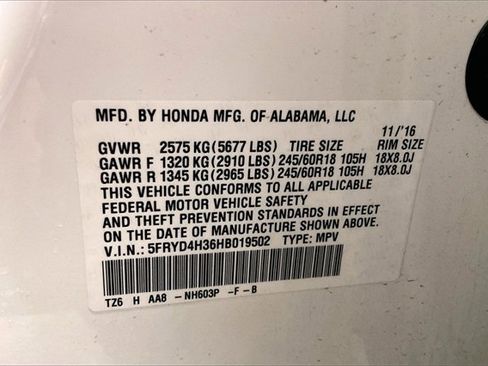 MFD. BY HONDA MFG. OF ALABAMA, LLC
11/'16
GVWR 2575 KG (5677 LBS) TIRE SIZE RIM SIZE
GAWR F 1320 KG (2910 LBS) 245/60R18 105H 18X8.0J
GAWR R 1345 KG (2965 LBS) 245/60R18 105H 18X8.0J
THIS VEHICLE CONFORMS TO ALL APPLICABLE
FEDERAL MOTOR VEHICLE SAFETY
AND THEFT PREVENTION STANDARDS IN EFFECT
ON THE DATE OF MANUFACTURE SHOWN ABOVE.
V.I.N.: 5FRYD4H36HB019502 TYPE: MPV
TZ6 H AA8 -NH603P -F-B